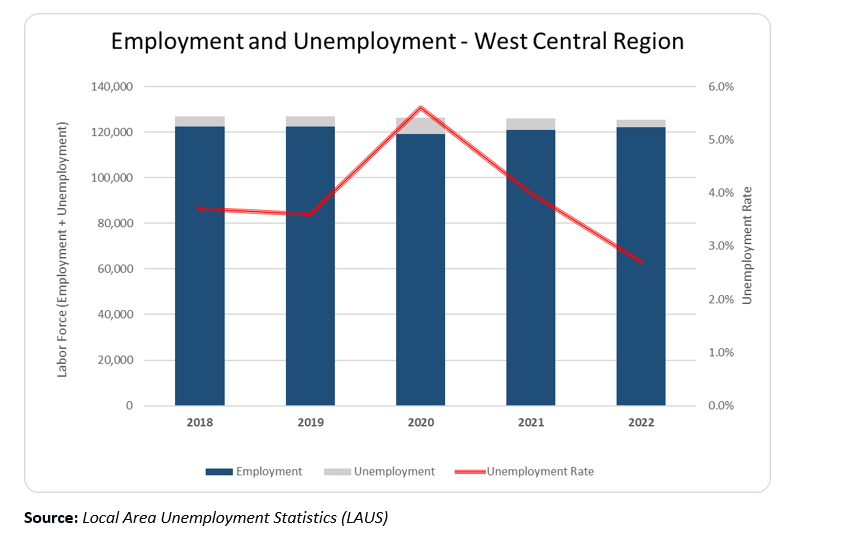 Employment and Unemployment - West Central Region
Labor Force (Employment + Unemployment)
140,000
120,000
100,000
80,000
60,000
40,000
20,000
0
6.0%
5.0%
4.0%
3.0%
2.0%
1.0%
0.0%
Unemployment Rate
2018 2019 2020 2021 2022
Employment Unemployment Unemployment Rate
Source: Local Area Unemployment Statistics (LAUS)